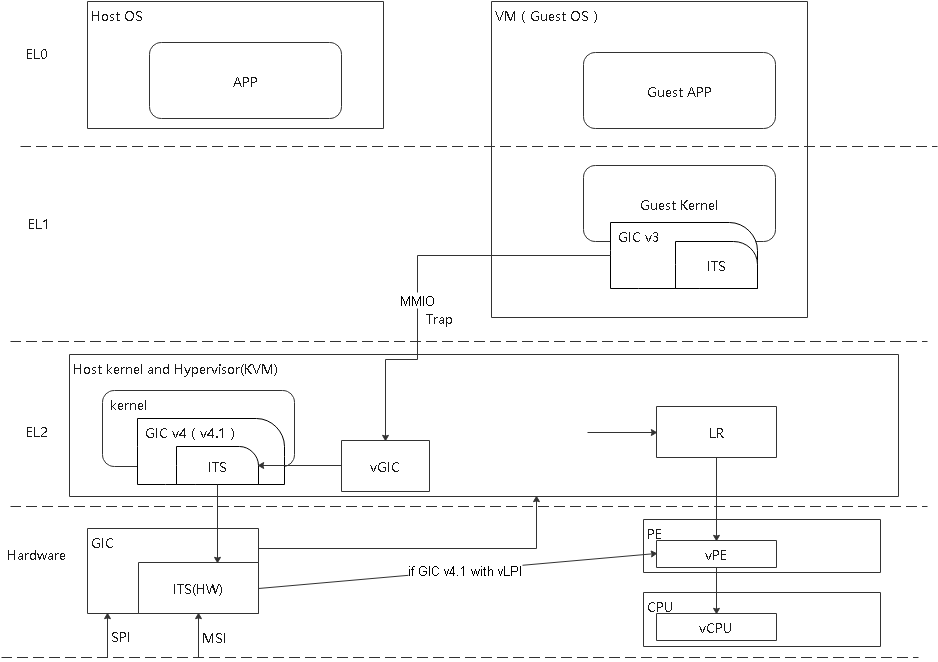 Host OS
VM ( Guest OS )
EL0
APP
Guest APP
EL1
Guest Kernel
GIC v3
ITS
MMIO
Trap
Host kernel and Hypervisor(KVM)
kernel
EL2
GIC v4 ( v4.1 )
LR
ITS
vGIC
Hardware
GIC
PE
vPE
if GIC v4.1 with vLPI
ITS(HW)
CPU
vCPU
SPI
MSI